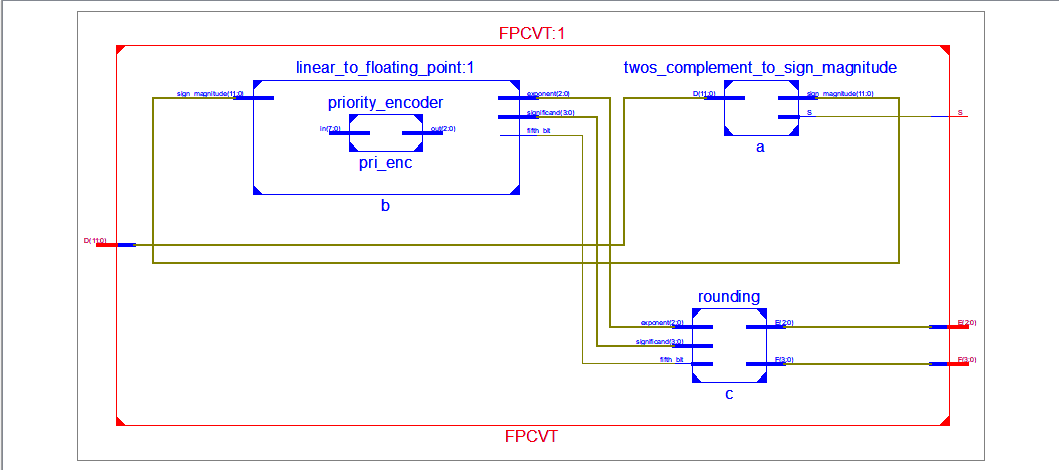 FPCVT:1
linear_to_floating_point:1
twos_complement_to_sign_magnitude
sign_magnitude(11:0)
exponent(2:0)
D(11:0)
sign_magnitude(11:0)
priority_encoder
significand(3:0)
S
S
in(7:0)
out(2:0)
fifth_bit
pri_enc
a
b
D(11:0)
rounding
exponent(2:0)
E(2:0)
E(2:0)
significand(3:0)
fifth_bit
F(3:0)
F(3:0)
c
FPCVT